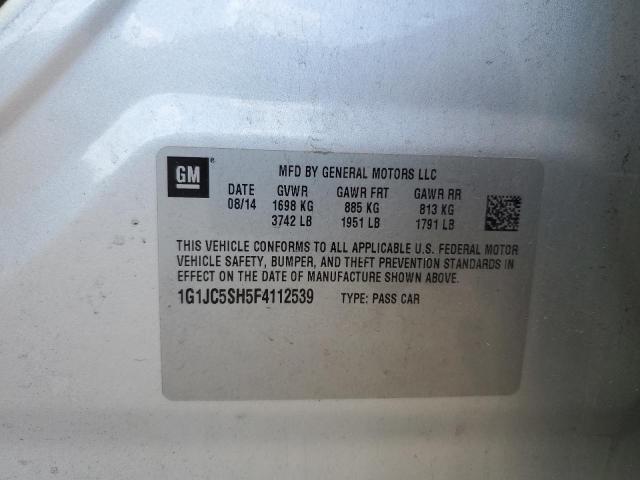 GM ®
MFD BY GENERAL MOTORS LLC
DATE GVWR GAWR FRT GAWR RR
08/14 1698 KG 885 KG 813 KG
3742 LB 1951 LB 1791 LB
THIS VEHICLE CONFORMS TO ALL APPLICABLE U.S. FEDERAL MOTOR
VEHICLE SAFETY, BUMPER, AND THEFT PREVENTION STANDARDS IN
EFFECT ON THE DATE OF MANUFACTURE SHOWN ABOVE.
1G1JC5SH5F4112539 TYPE: PASS CAR